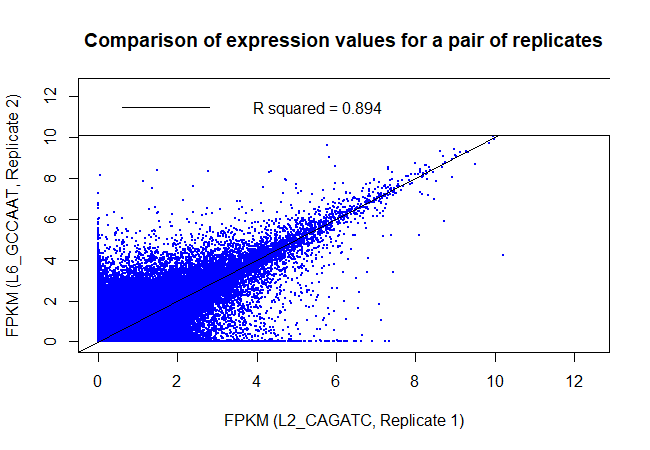 Comparison of expression values for a pair of replicates
FPKM (L6_GCCAAT, Replicate 2)
12
10
8
6
4
2
0
R squared = 0.894
0 2 4 6 8 10 12
FPKM (L2_CAGATC, Replicate 1)